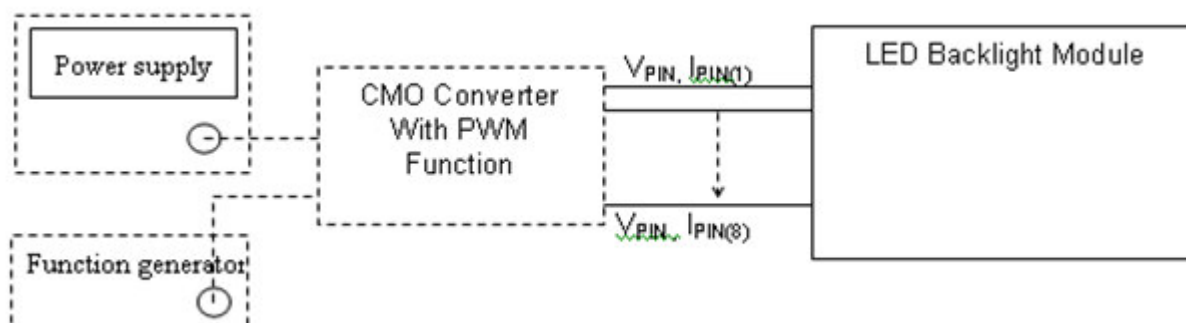 Power supply
CMO Converter
With PWM
Function
VPIN, IPIN(1)
LED Backlight Module
VPIN, IPIN(8)
Function generator